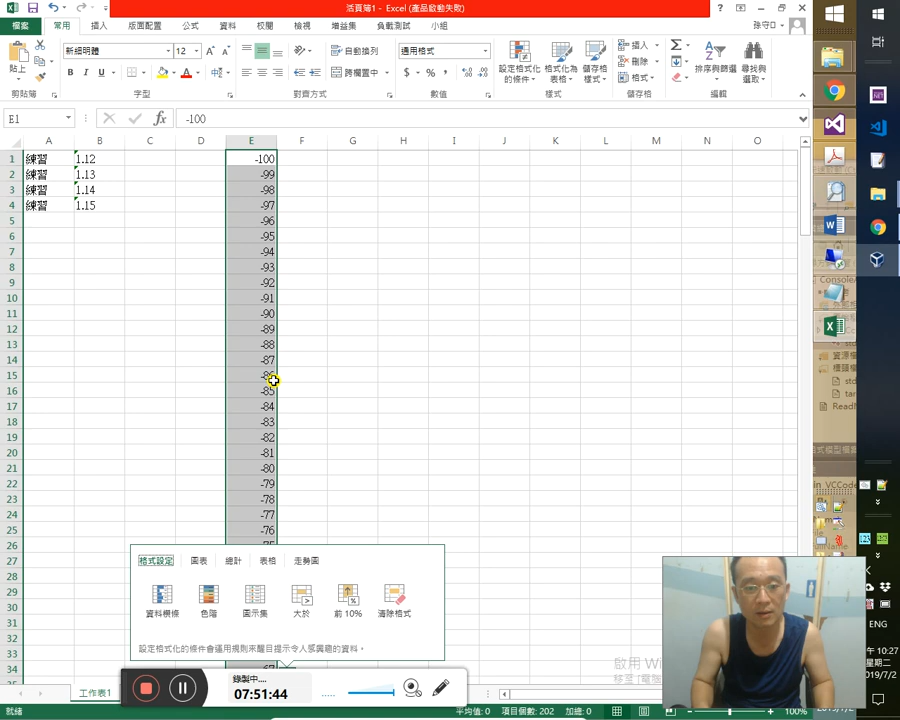 活頁簿1 - Excel (產品啟動失敗)
檔案 常用 插入 版面配置 公式 資料 校閱 檢視 增益集 負載測試 小組 孫守口
貼上 新細明體 12 自動換列 通用格式 設定格式化的條件 格式化為表格 儲存格樣式 插入 刪除 格式 排序與篩選 尋找與選取
B I U 跨欄置中 $ %
剪貼簿 字型 對齊方式 數值 樣式 儲存格 編輯
E1 fx -100
A B C D E F G H I J K L M N O
1 練習 1.12 -100
2 練習 1.13 -99
3 練習 1.14 -98
4 練習 1.15 -97
5 -96
6 -95
7 -94
8 -93
9 -92
10 -91
11 -90
12 -89
13 -88
14 -87
15
16 -85
17 -84
18 -83
19 -82
20 -81
21 -80
22 -79
23 -78
24 -77
25 -76
26
27
28
29
30
31
32
33
34
格式設定 圖表 總計 表格 走勢圖
資料橫條 色階 圖示集 大於 前 10% 清除格式
設定格式化的條件會運用規則來醒目提示令人感興趣的資料。
錄製中....
07:51:44
工作表1
就緒 平均值: 0 項目個數: 202 加總: 0 100%
ENG
10:27
2019/7/2